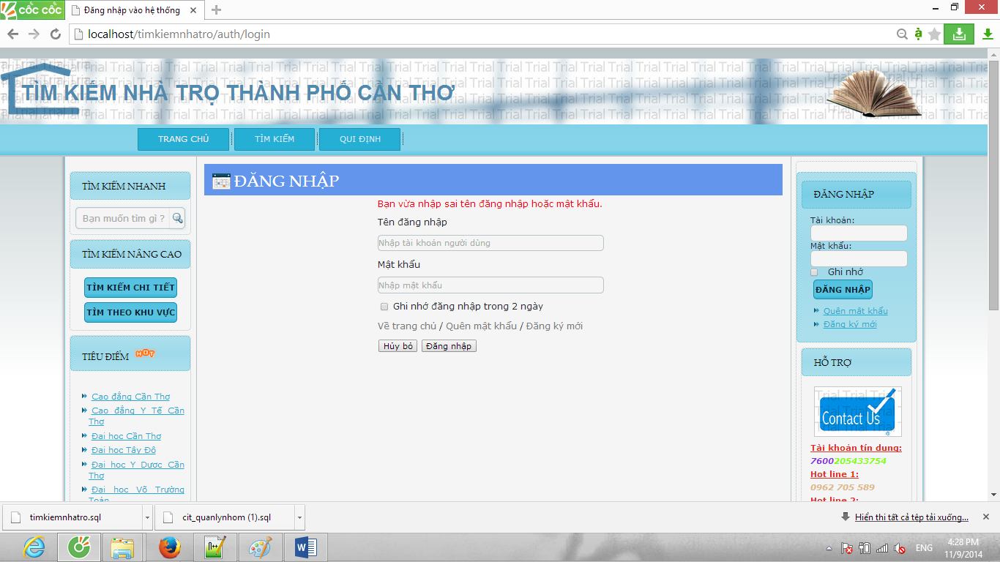 cốc cốc
Đăng nhập vào hệ thống
localhost/timkiemnhatro/auth/login
TÌM KIẾM NHÀ TRỌ THÀNH PHỐ CẦN THƠ
TRANG CHỦ
TÌM KIẾM
QUI ĐỊNH
TÌM KIẾM NHANH
Bạn muốn tìm gì ?
TÌM KIẾM NÂNG CAO
TÌM KIẾM CHI TIẾT
TÌM THEO KHU VỰC
TIÊU ĐIỂM HOT
Cao đẳng Cần Thơ
Cao đẳng Y Tế Cần
Thơ
Đại học Cần Thơ
Đại học Tây Đô
Đại học Y Dược Cần
Thơ
Đại học Võ Trường
Toản
ĐĂNG NHẬP
Bạn vừa nhập sai tên đăng nhập hoặc mật khẩu.
Tên đăng nhập
Nhập tài khoản người dùng
Mật khẩu
Nhập mật khẩu
Ghi nhớ đăng nhập trong 2 ngày
Về trang chủ / Quên mật khẩu / Đăng ký mới
Hủy bỏ Đăng nhập
ĐĂNG NHẬP
Tài khoản:
Mật khẩu:
Ghi nhớ
ĐĂNG NHẬP
Quên mật khẩu
Đăng ký mới
HỖ TRỢ
Trial Trial Trial
Contact Us
Tài khoản tín dụng:
7600205433754
Hot line 1:
0962 705 589
Hot line 2:
timkiemnhatro.sql
cit_quanlynhom (1).sql
Hiển thị tất cả tệp tải xuống...
ENG
4:28 PM
11/9/2014